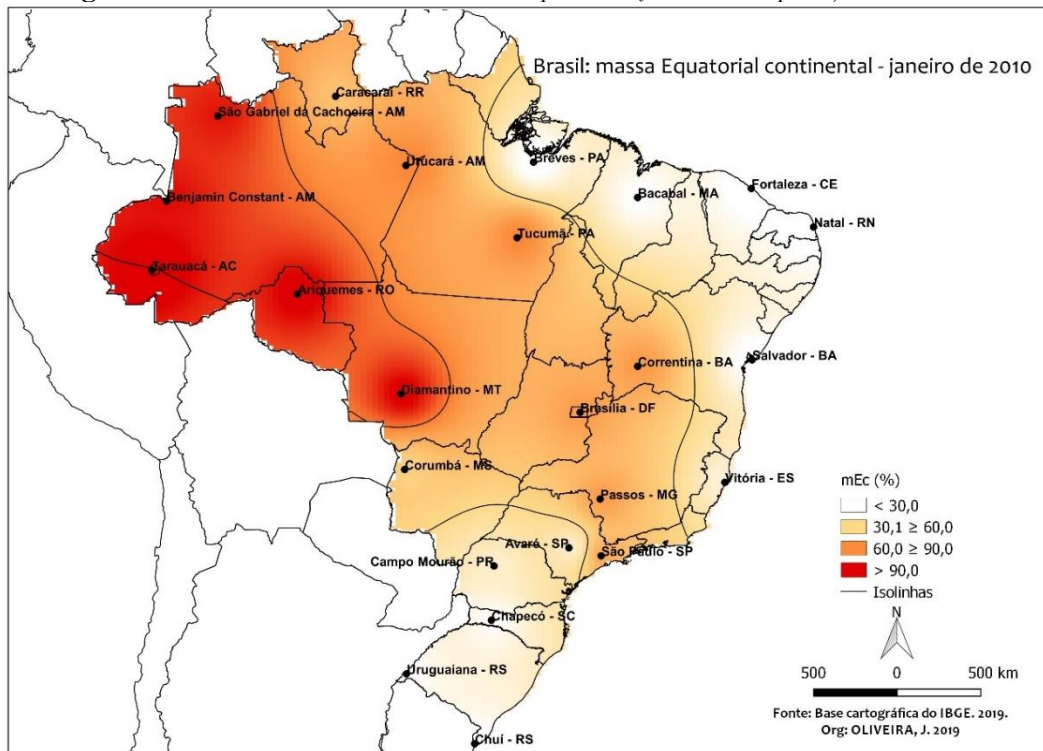 Brasil: massa Equatorial continental - janeiro de 2010
Caracaraí - RR
São Gabriel da Cachoeira - AM
Urucará - AM
Breves - PA
Bacabal - MA
Fortaleza - CE
Benjamin Constant - AM
Natal - RN
Tucumã - PA
Tarauacá - AC
Ariquemes - RO
Salvador - BA
Correntina - BA
Diamantino - MT
Brasília - DF
Corumbá - MS
Vitória - ES
Passos - MG
Avaré - SP
São Paulo - SP
Campo Mourão - PR
Chapecó - SC
Uruguaiana - RS
Chuí - RS
mEc (%)
< 30,0
30,1 ≥ 60,0
60,0 ≥ 90,0
> 90,0
Isolinhas
N
500 0 500 km
Fonte: Base cartográfica do IBGE. 2019.
Org: OLIVEIRA, J. 2019